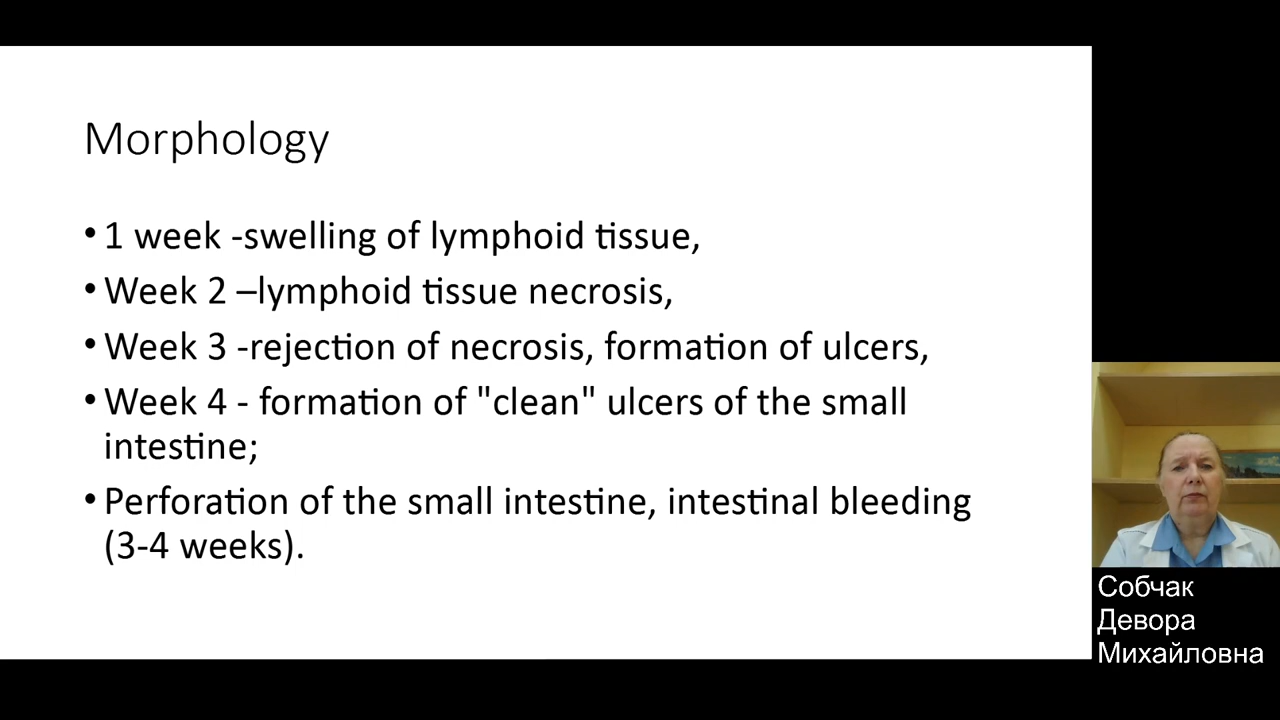 Morphology
•1 week -swelling of lymphoid tissue,
•Week 2 –lymphoid tissue necrosis,
•Week 3 -rejection of necrosis, formation of ulcers,
•Week 4 - formation of "clean" ulcers of the small
intestine;
•Perforation of the small intestine, intestinal bleeding
(3-4 weeks).
Собчак
Девора
Михайловна